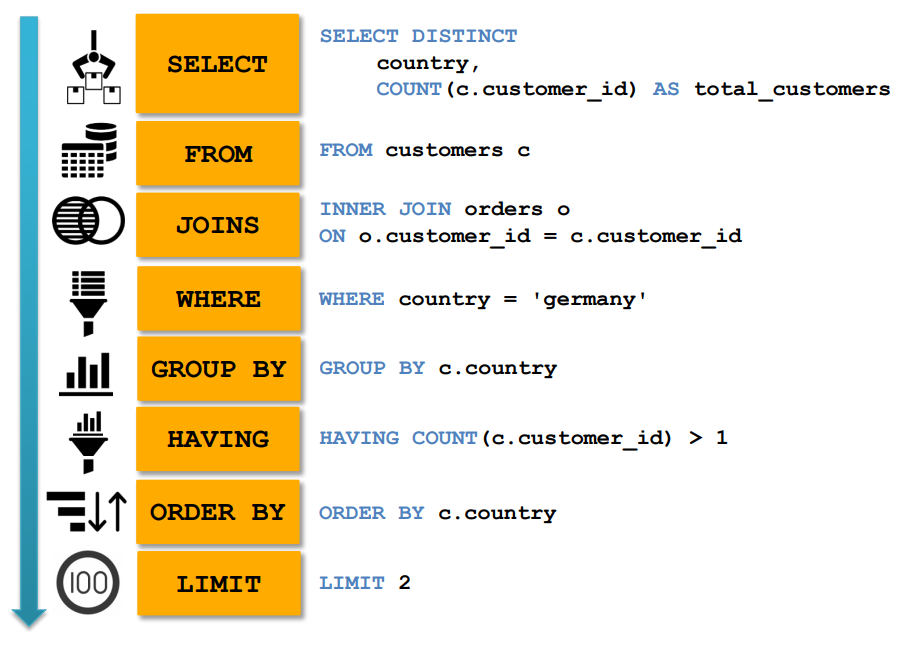 SELECT
SELECT DISTINCT
country,
COUNT(c.customer_id) AS total_customers
FROM
FROM customers c
JOINS
INNER JOIN orders o
ON o.customer_id = c.customer_id
WHERE
WHERE country = 'germany'
GROUP BY
GROUP BY c.country
HAVING
HAVING COUNT(c.customer_id) > 1
ORDER BY
ORDER BY c.country
100
LIMIT
LIMIT 2